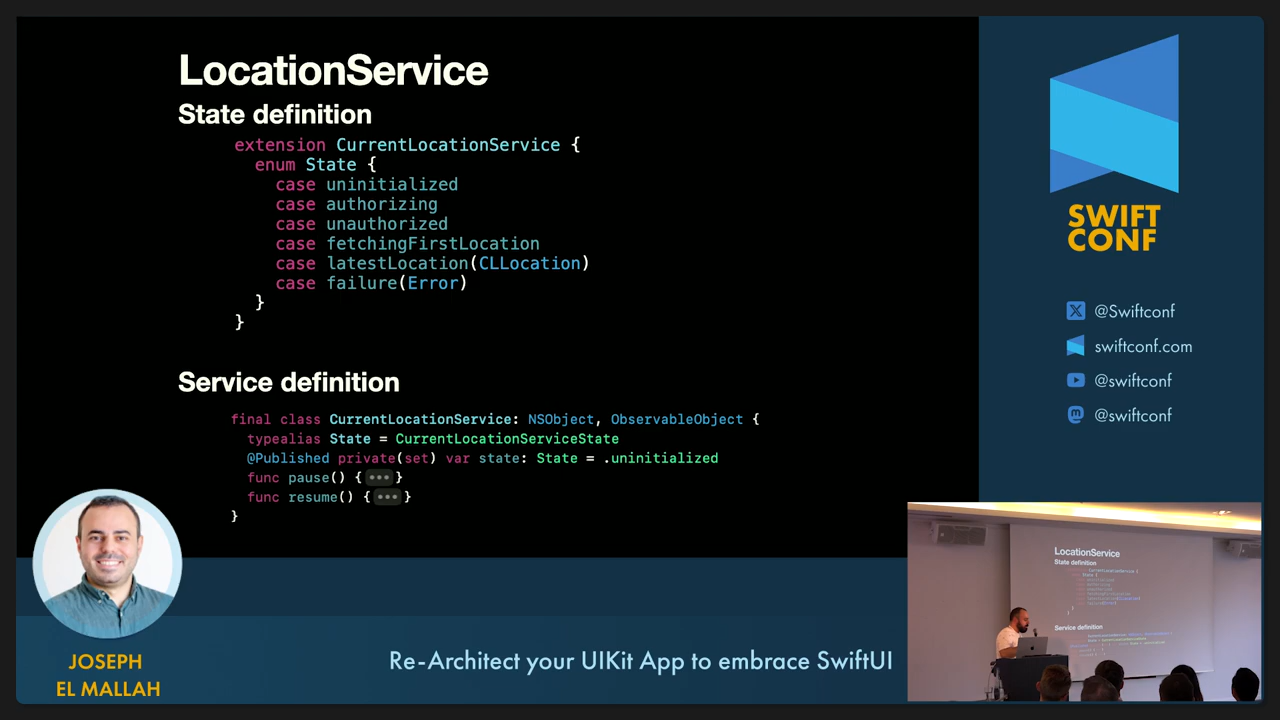 LocationService
State definition
extension CurrentLocationService {
enum State {
case uninitialized
case authorizing
case unauthorized
case fetchingFirstLocation
case latestLocation(CLLocation)
case failure(Error)
}
}
Service definition
final class CurrentLocationService: NSObject, ObservableObject {
typealias State = CurrentLocationServiceState
@Published private(set) var state: State = .uninitialized
func pause() {•••}
func resume() {•••}
}
SWIFT
CONF
@Swiftconf
swiftconf.com
@swiftconf
@swiftconf
JOSEPH
EL MALLAH
Re-Architect your UIKit App to embrace SwiftUI
LocationService
State definition
Service definition